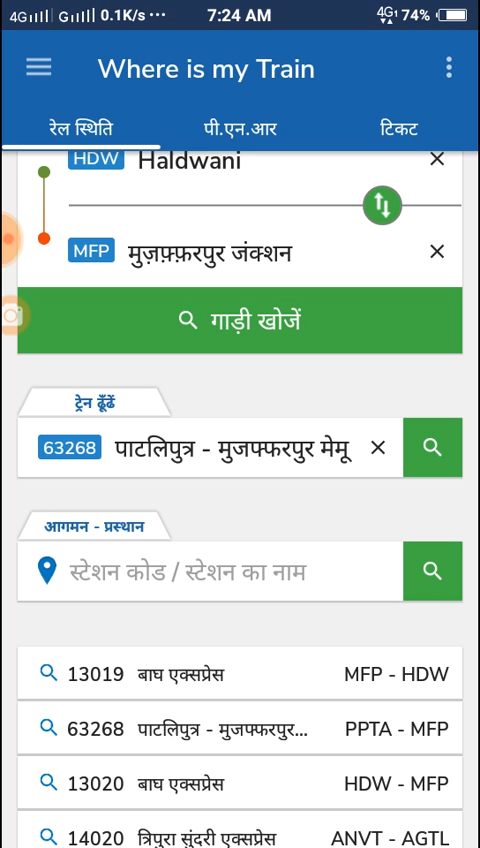 4G G 0.1K/s ••• 7:24 AM 4G 74%
Where is my Train
रेल स्थिति पी.एन.आर टिकट
HDW Haldwani ×
MFP मुज़फ़्फ़रपुर जंक्शन ×
गाड़ी खोजें
ट्रेन ढूँढें
63268 पाटलिपुत्र - मुजफ्फरपुर मेमू ×
आगमन - प्रस्थान
स्टेशन कोड / स्टेशन का नाम
13019 बाघ एक्सप्रेस MFP - HDW
63268 पाटलिपुत्र - मुजफ्फरपुर... PPTA - MFP
13020 बाघ एक्सप्रेस HDW - MFP
14020 त्रिपुरा सुंदरी एक्सप्रेस ANVT - AGTL